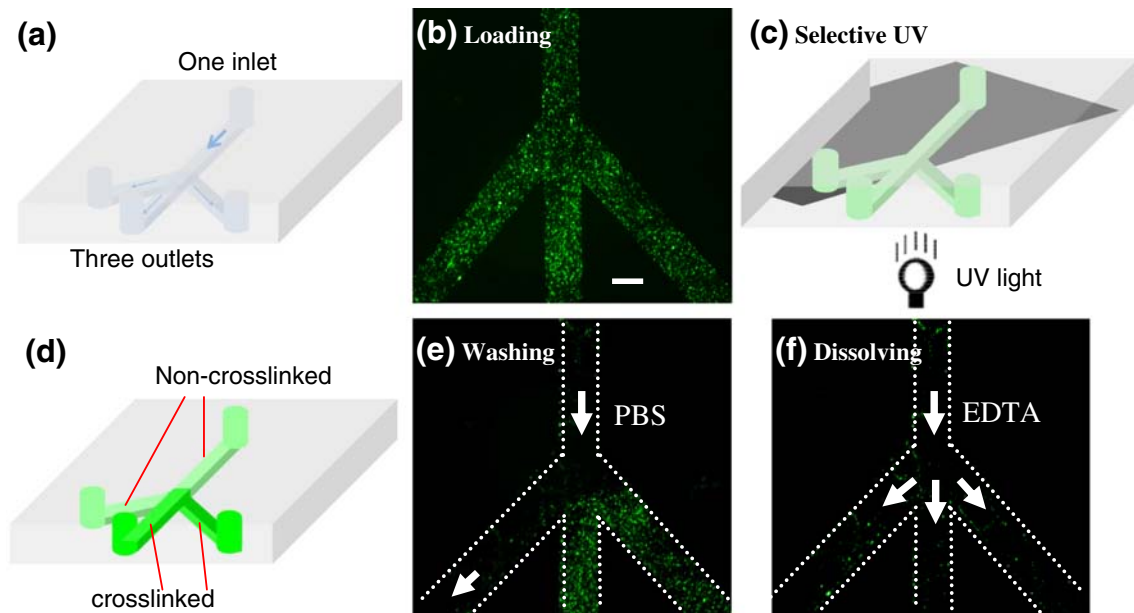 (a)
One inlet
Three outlets
(b) Loading
(c) Selective UV
UV light
(d)
Non-crosslinked
crosslinked
(e) Washing
PBS
(f) Dissolving
EDTA